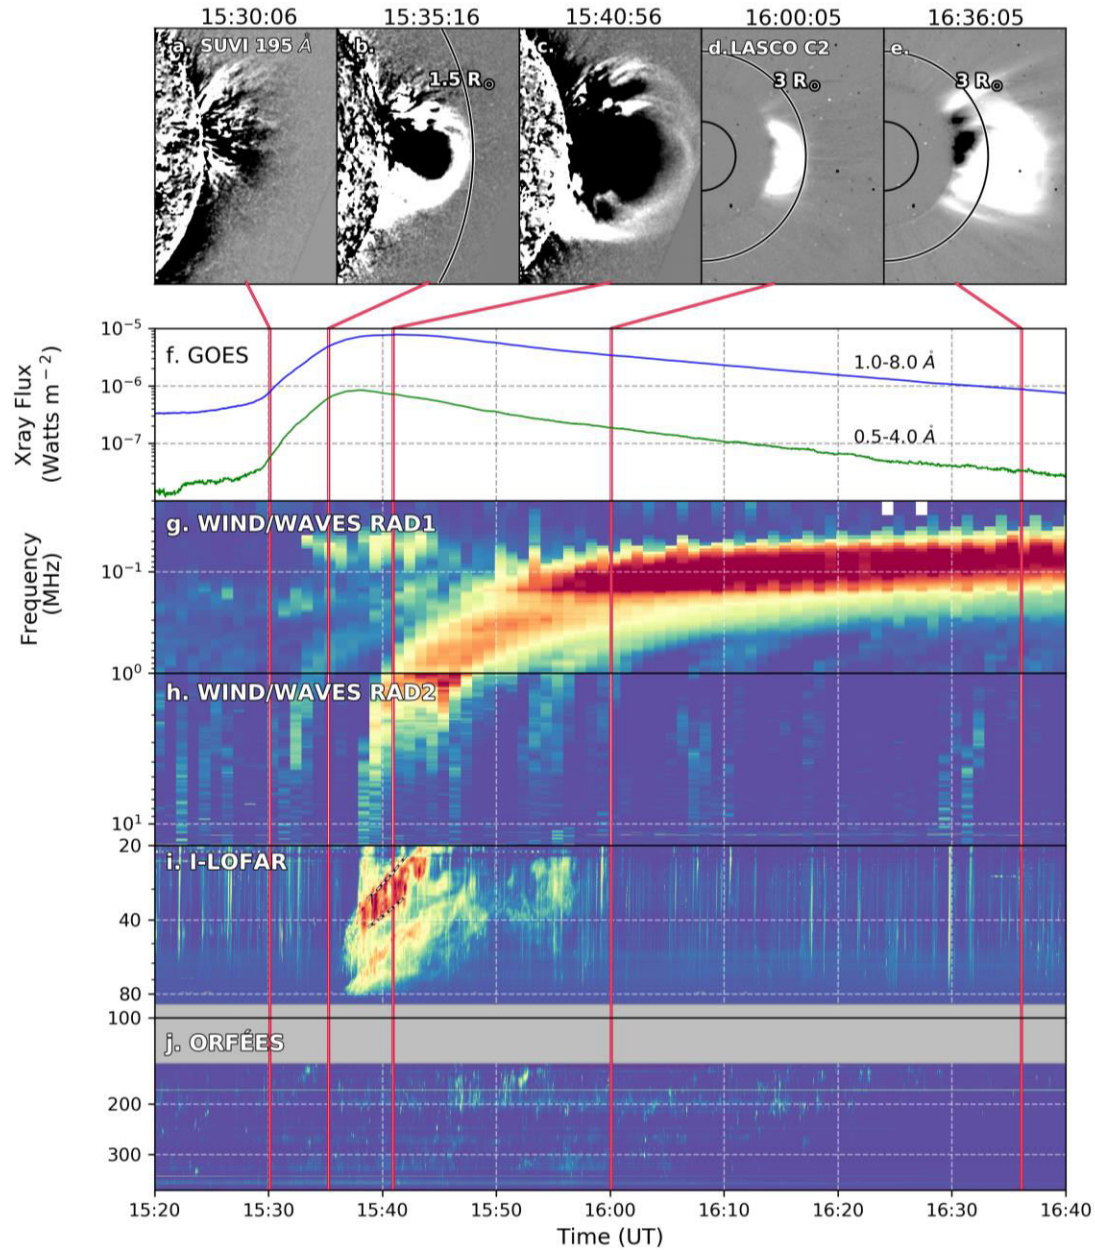 15:30:06 15:35:16 15:40:56 16:00:05 16:36:05
a. SUVI 195 Å b. c. d.LASCO C2 e.
1.5 R☉ 3 R☉ 3 R☉
10⁻⁵
f. GOES
1.0-8.0 Å
10⁻⁶
Xray Flux
(Watts m⁻²)
0.5-4.0 Å
10⁻⁷
g. WIND/WAVES RAD1
10⁻¹
Frequency
(MHz)
10⁰
h. WIND/WAVES RAD2
10¹
20
i. I-LOFAR
40
80
100
j. ORFÉES
200
300
15:20 15:30 15:40 15:50 16:00 16:10 16:20 16:30 16:40
Time (UT)